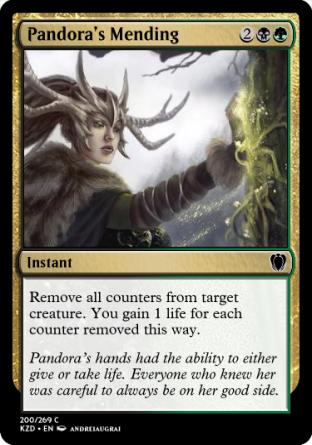 Pandora's Mending 2
Instant
Remove all counters from target
creature. You gain 1 life for each
counter removed this way.
Pandora's hands had the ability to either
give or take life. Everyone who knew her
was careful to always be on her good side.
200/269 C
KZD • EN ANDREIAUGRAI